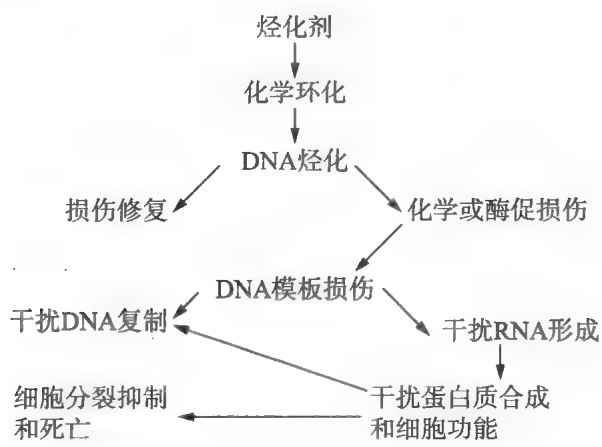 烃化剂
化学环化
DNA烃化
损伤修复
化学或酶促损伤
DNA模板损伤
干扰DNA复制
干扰RNA形成
细胞分裂抑制
和死亡
干扰蛋白质合成
和细胞功能